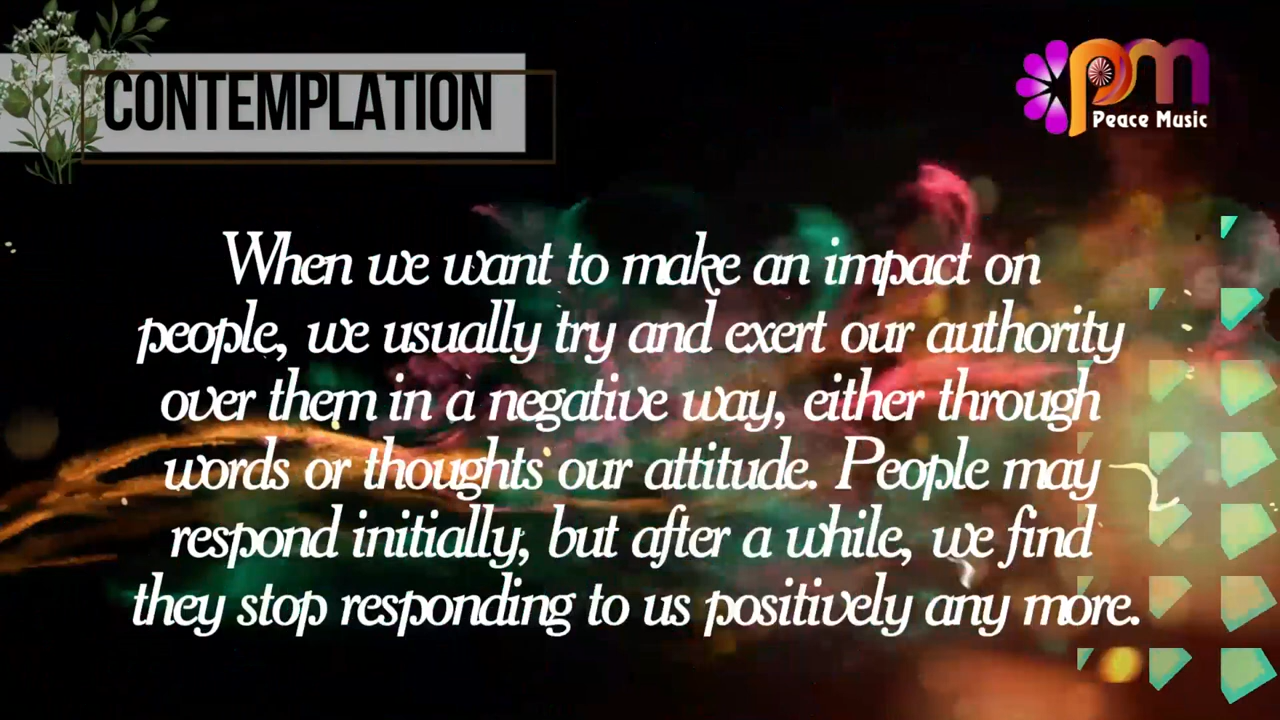 CONTEMPLATION
pm
Peace Music
When we want to make an impact on
people, we usually try and exert our authority
over them in a negative way, either through
words or thoughts our attitude. People may
respond initially, but after a while, we find
they stop responding to us positively any more.